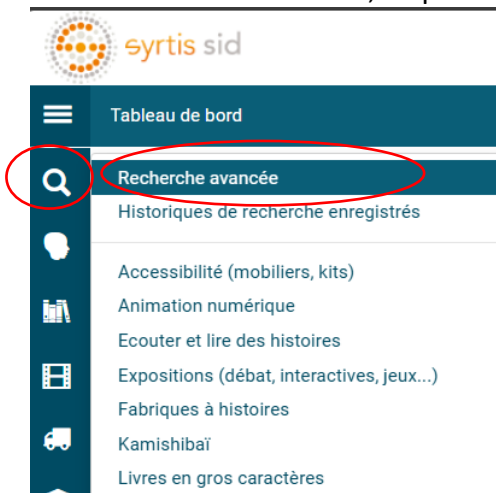 syrtis sid
Tableau de bord
Recherche avancée
Historiques de recherche enregistrés
Accessibilité (mobiliers, kits)
Animation numérique
Ecouter et lire des histoires
Expositions (débat, interactives, jeux...)
Fabriques à histoires
Kamishibaï
Livres en gros caractères